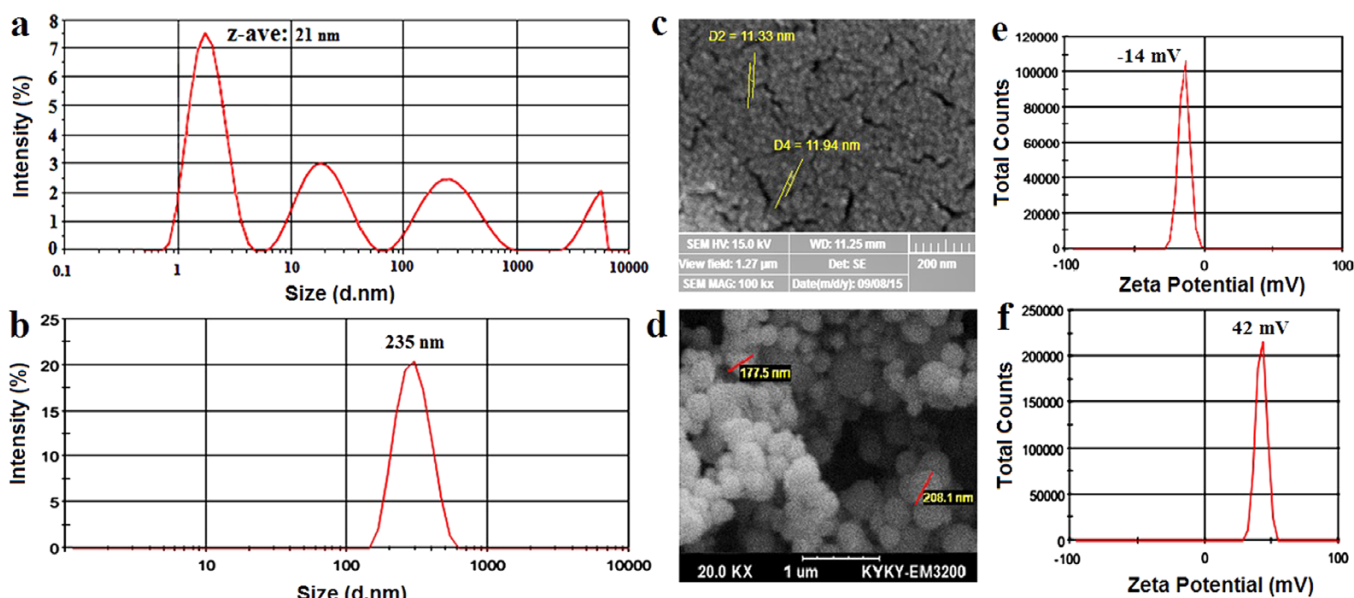 a
z-ave: 21 nm
Intensity (%)
8
7
6
5
4
3
2
1
0
0.1 1 10 100 1000 10000
Size (d.nm)
b
235 nm
Intensity (%)
25
20
15
10
5
0
10 100 1000 10000
Size (d.nm)
c
D2 = 11.33 nm
D4 = 11.94 nm
SEM HV: 15.0 kV WD: 11.25 mm
View field: 1.27 µm Det: SE 200 nm
SEM MAG: 100 kx Date(m/d/y): 09/08/15
d
177.5 nm
208.1 nm
20.0 KX 1 um KYKY-EM3200
e
-14 mV
Total Counts
120000
100000
80000
60000
40000
20000
0
-100 0 100
Zeta Potential (mV)
f
42 mV
Total Counts
250000
200000
150000
100000
50000
0
-100 0 100
Zeta Potential (mV)